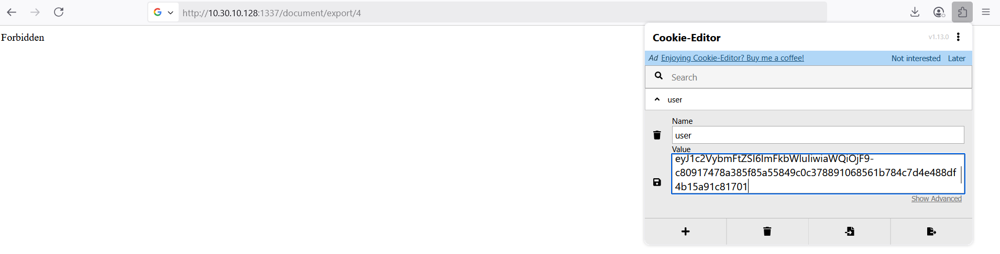 http://10.30.10.128:1337/document/export/4
Forbidden
Cookie-Editor
v1.13.0
Ad Enjoying Cookie-Editor? Buy me a coffee!
Not interested Later
Search
user
Name
user
Value
eyJ1c2VybmFtZSI6ImFkbWluIiwiaWQiOjF9-
c80917478a385f85a55849c0c378891068561b784c7d4e488df
4b15a91c81701
Show Advanced